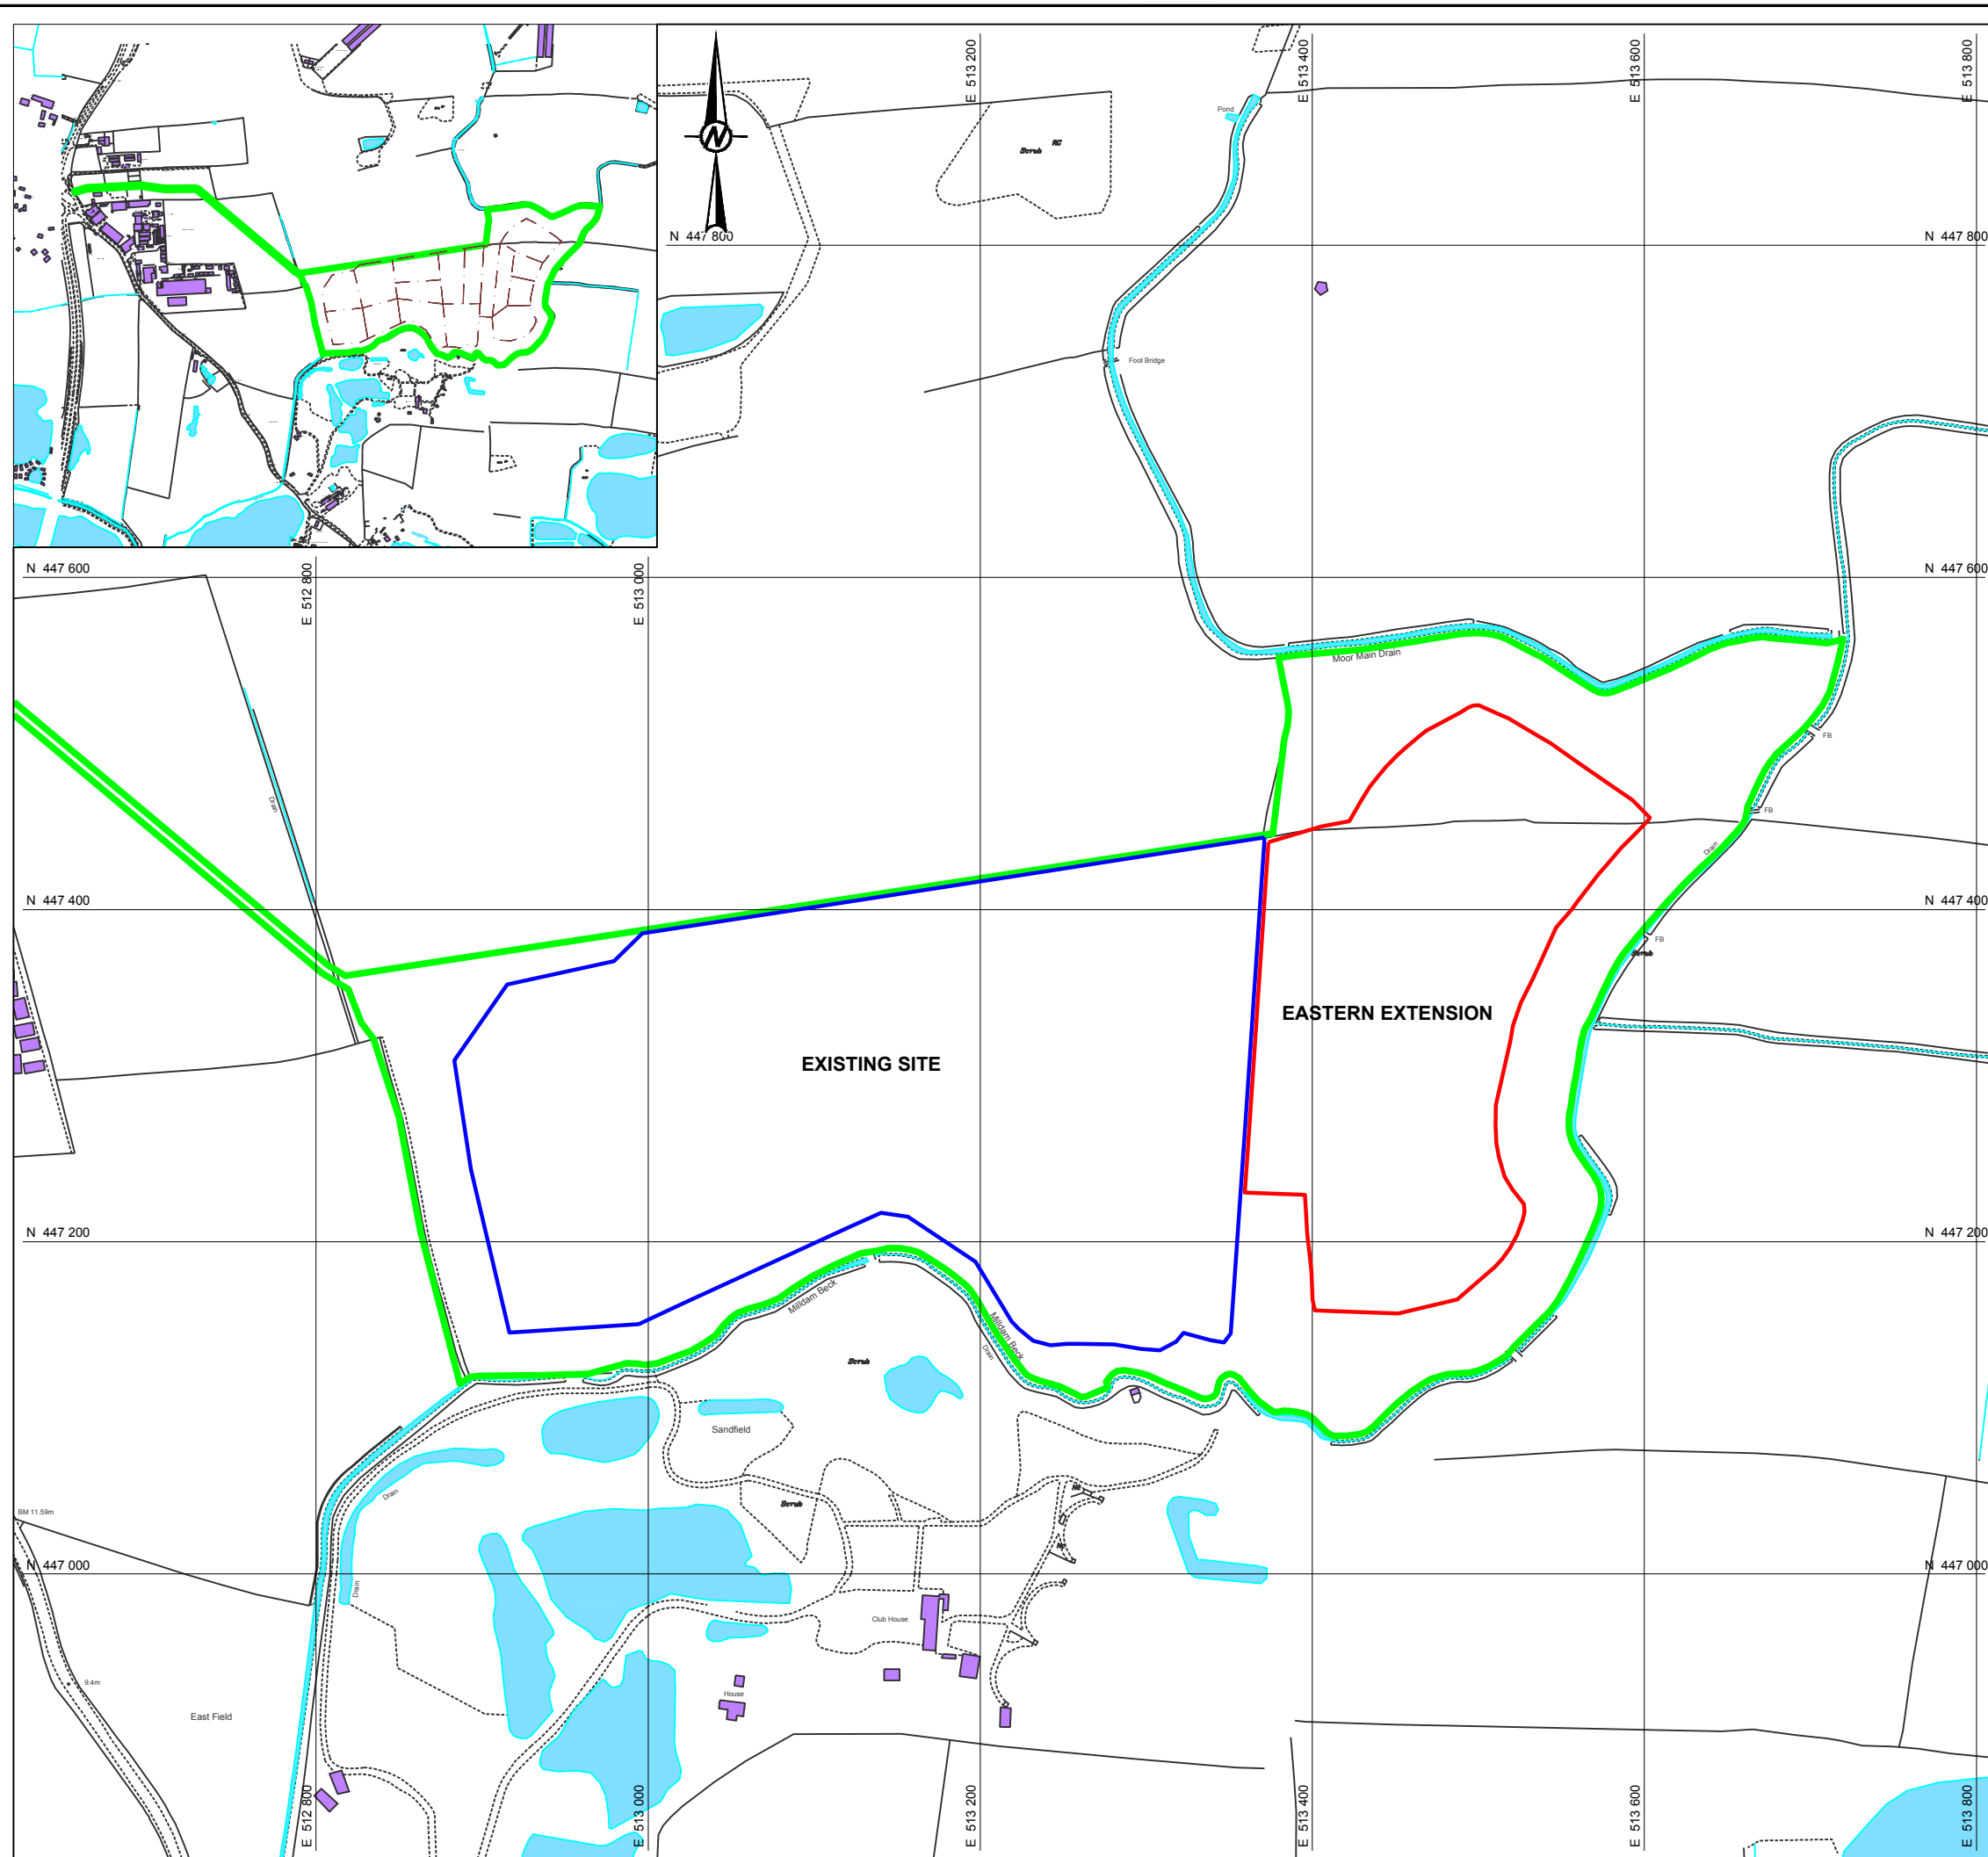 E 513 200
E 513 400
E 513 600
E 513 800
N
Pond
Scrub
RC
N 447 800
N 447 800
Foot Bridge
N 447 600
E 512 800
E 513 000
N 447 600
Moor Main Drain
FB
Drain
FB
Drain
N 447 400
N 447 400
FB
Scrub
EASTERN EXTENSION
EXISTING SITE
N 447 200
N 447 200
Milldam Beck
Milldam Beck
Drain
Scrub
Sandfield
Drain
Scrub
BM 11.59m
N 447 000
N 447 000
Drain
Club House
9.4m
House
East Field
E 512 800
E 513 000
E 513 200
E 513 400
E 513 600
E 513 800